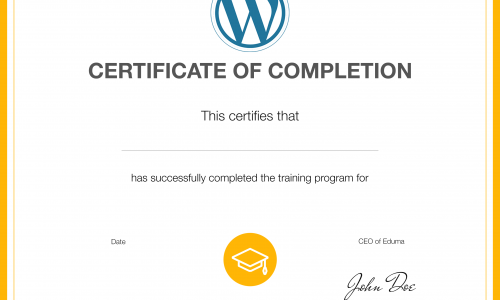 W
CERTIFICATE OF COMPLETION
This certifies that
has successfully completed the training program for
Date
CEO of Eduma
John Doe